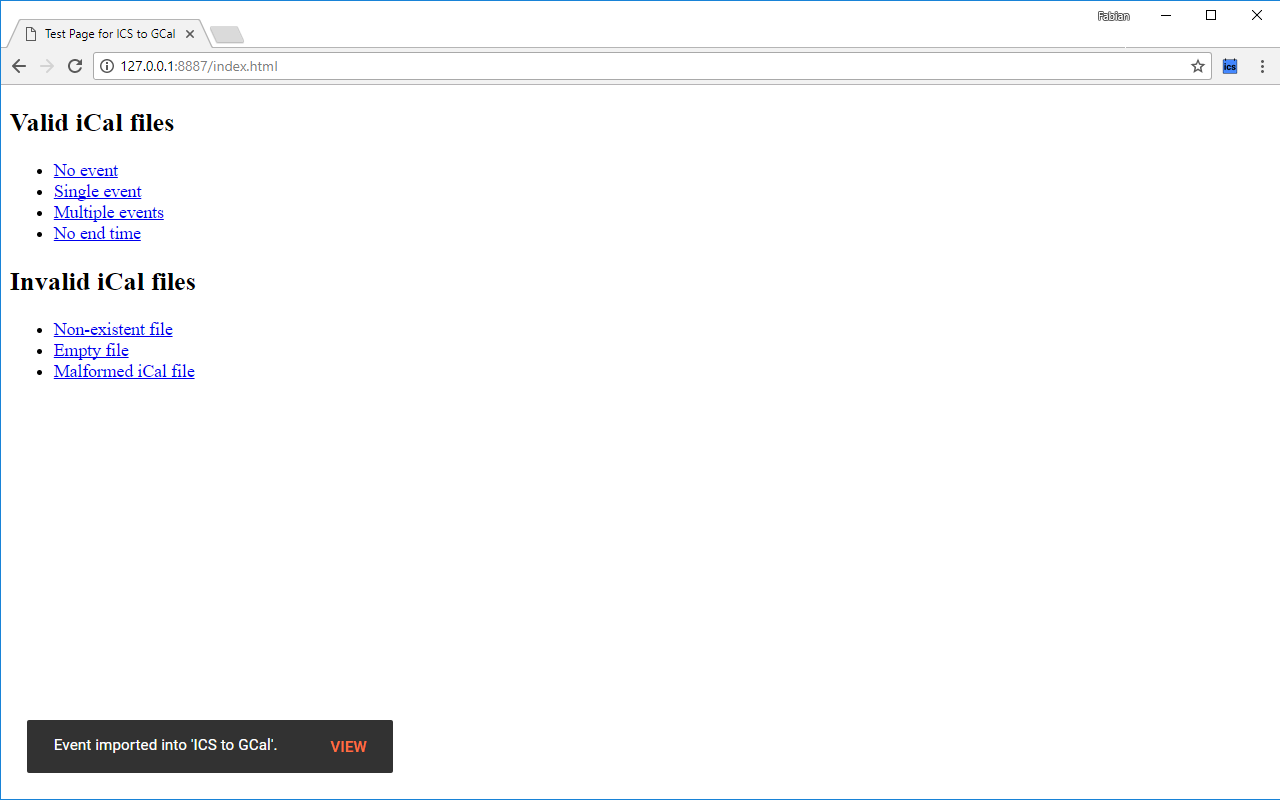 Fabian
Test Page for ICS to GCal
127.0.0.1:8887/index.html
ics
Valid iCal files
No event
Single event
Multiple events
No end time
Invalid iCal files
Non-existent file
Empty file
Malformed iCal file
Event imported into 'ICS to GCal'. VIEW